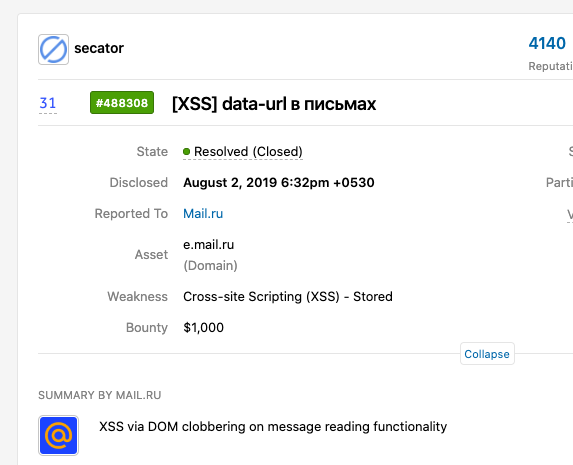 secator
4140
Reputati
31 #488308 [XSS] data-url в письмах
State Resolved (Closed) S
Disclosed August 2, 2019 6:32pm +0530 Parti
Reported To Mail.ru V
Asset e.mail.ru
(Domain)
Weakness Cross-site Scripting (XSS) - Stored
Bounty $1,000
Collapse
SUMMARY BY MAIL.RU
@ XSS via DOM clobbering on message reading functionality